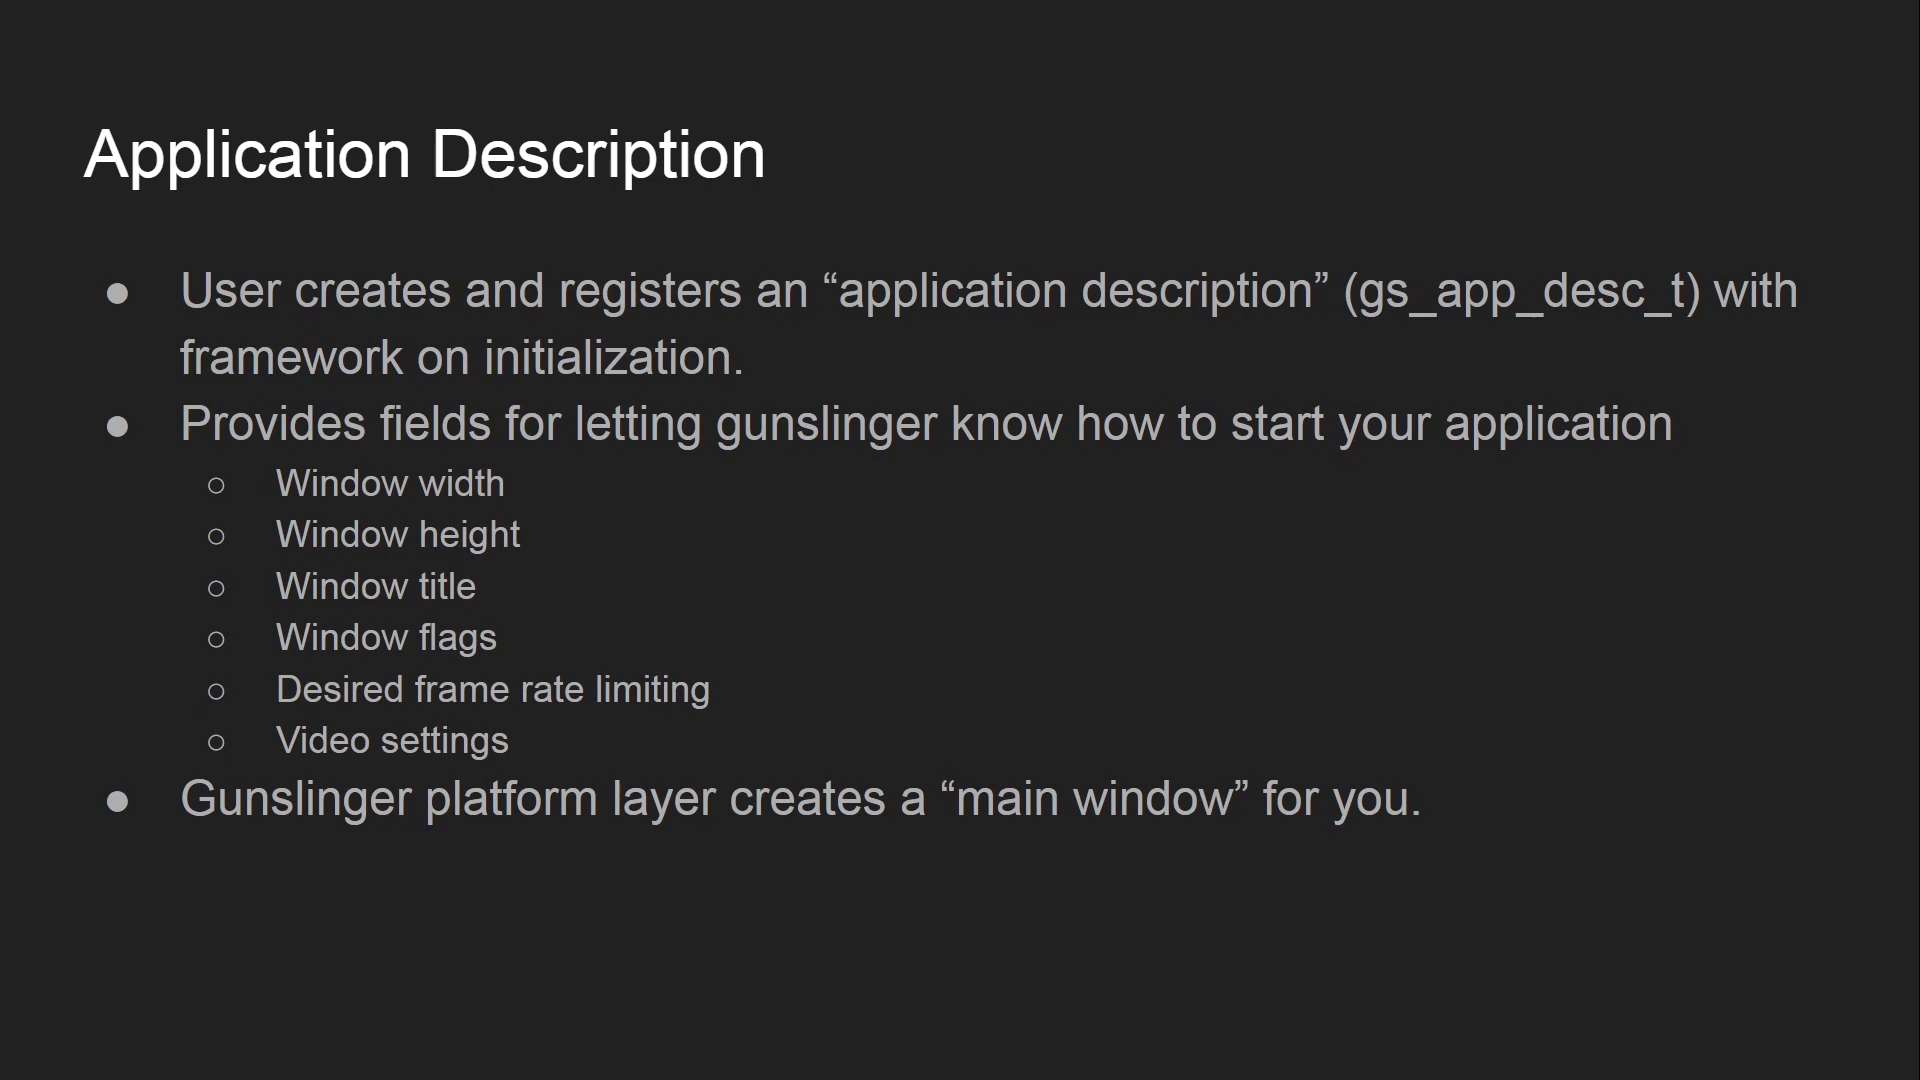 Application Description
● User creates and registers an “application description” (gs_app_desc_t) with
framework on initialization.
● Provides fields for letting gunslinger know how to start your application
○ Window width
○ Window height
○ Window title
○ Window flags
○ Desired frame rate limiting
○ Video settings
● Gunslinger platform layer creates a “main window” for you.